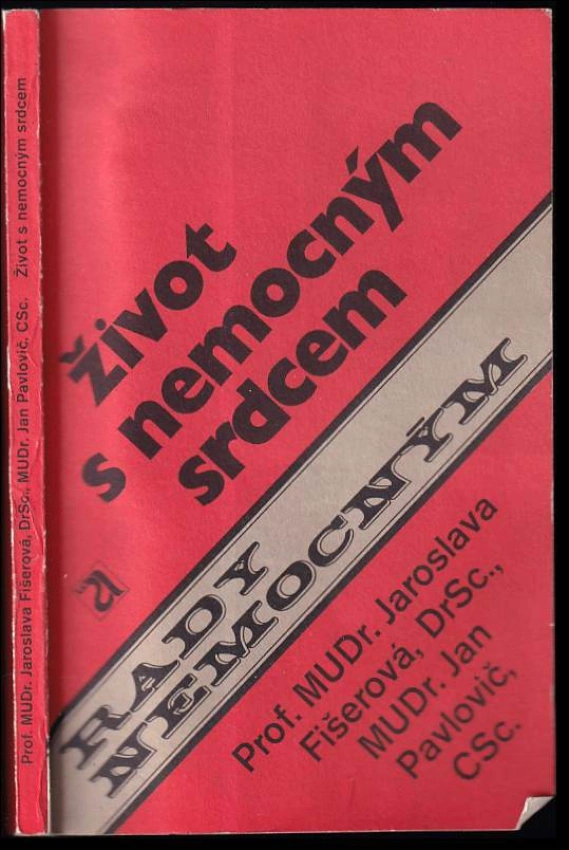 Prof. MUDr. Jaroslava Fišerová, DrSc., MUDr. Jan Pavlovič, CSc. Život s nemocným srdcem
život
s nemocným
srdcem
RADY
NEMOCNÝM
Prof. MUDr. Jaroslava
Fišerová, DrSc.,
MUDr. Jan
Pavlovič,
CSc.